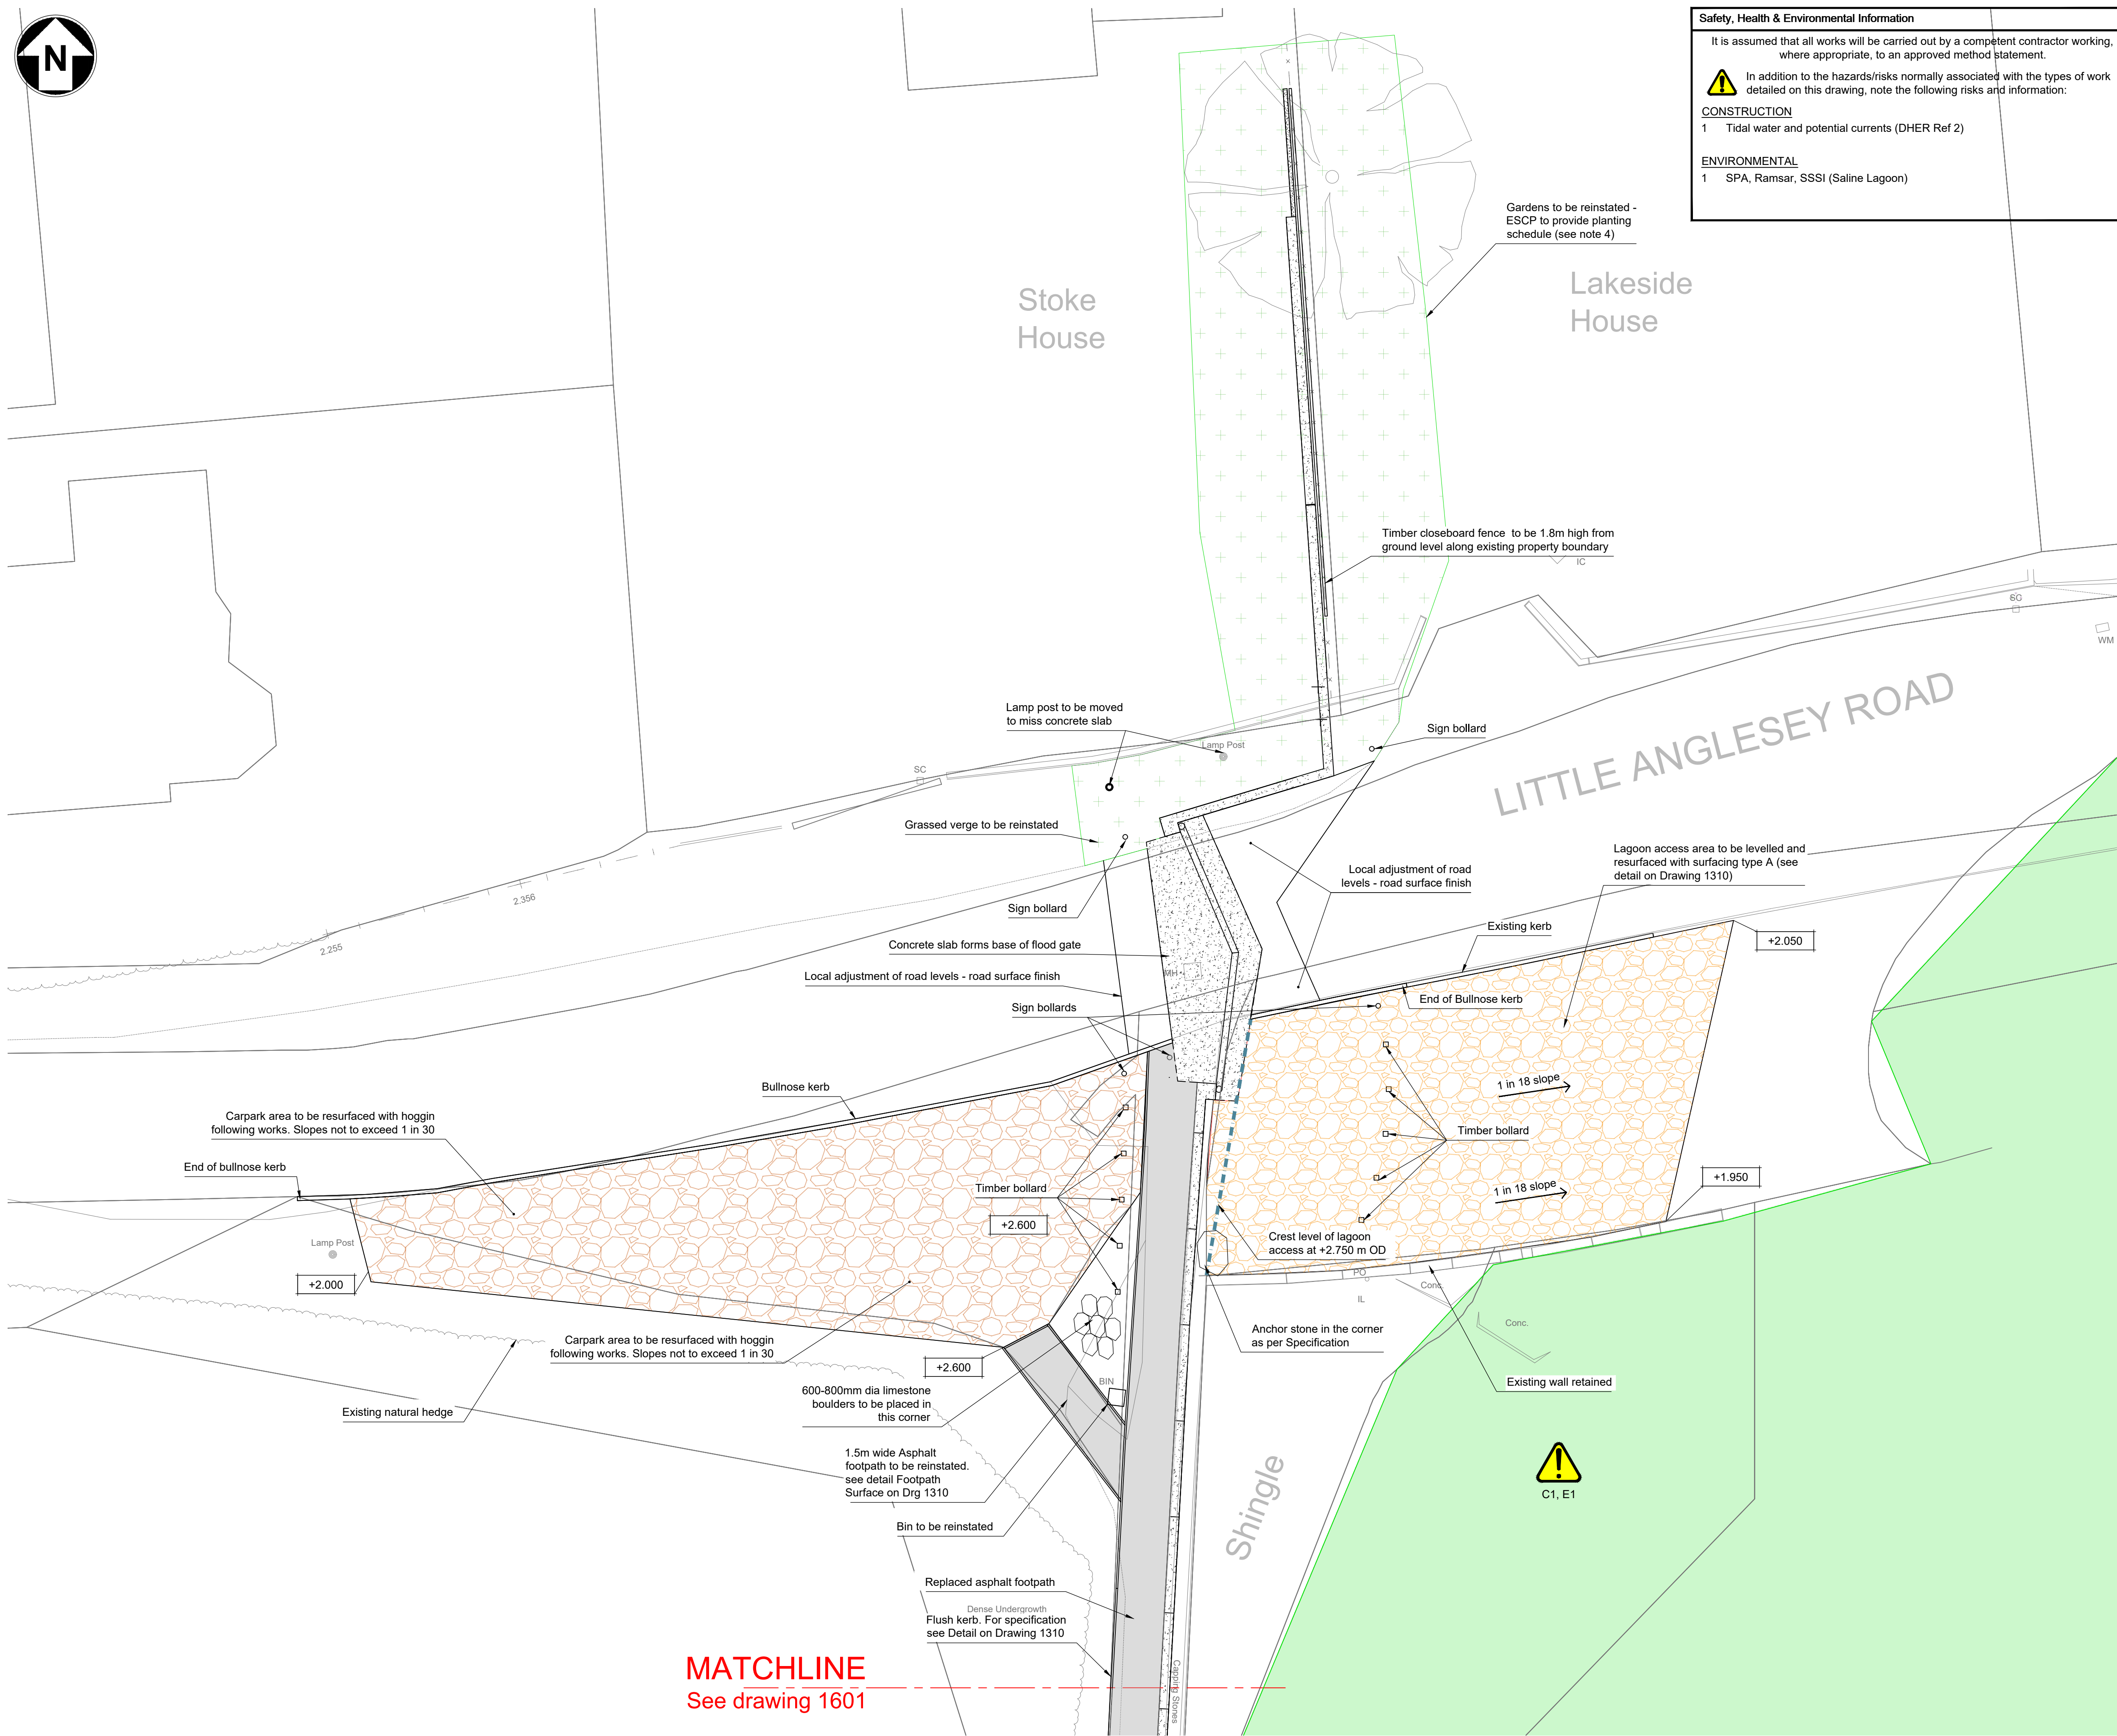 N
Safety, Health & Environmental Information
It is assumed that all works will be carried out by a competent contractor working,
where appropriate, to an approved method statement.
In addition to the hazards/risks normally associated with the types of work
detailed on this drawing, note the following risks and information:
CONSTRUCTION
1 Tidal water and potential currents (DHER Ref 2)
ENVIRONMENTAL
1 SPA, Ramsar, SSSI (Saline Lagoon)
Gardens to be reinstated -
ESCP to provide planting
schedule (see note 4)
Stoke
House
Lakeside
House
Timber closeboard fence to be 1.8m high from
ground level along existing property boundary
IC
SC
WM
LITTLE ANGLESEY ROAD
Lamp post to be moved
to miss concrete slab
Lamp Post
Sign bollard
SC
Grassed verge to be reinstated
2.356
2.255
Sign bollard
Local adjustment of road
levels - road surface finish
Lagoon access area to be levelled and
resurfaced with surfacing type A (see
detail on Drawing 1310)
Existing kerb
+2.050
Concrete slab forms base of flood gate
MH
Local adjustment of road levels - road surface finish
End of Bullnose kerb
Sign bollards
Bullnose kerb
1 in 18 slope
Carpark area to be resurfaced with hoggin
following works. Slopes not to exceed 1 in 30
Timber bollard
End of bullnose kerb
Timber bollard
+1.950
1 in 18 slope
+2.600
Crest level of lagoon
access at +2.750 m OD
Lamp Post
+2.000
PO
Conc.
IL
Conc.
Anchor stone in the corner
as per Specification
Carpark area to be resurfaced with hoggin
following works. Slopes not to exceed 1 in 30
+2.600
BIN
Existing wall retained
600-800mm dia limestone
boulders to be placed in
this corner
Existing natural hedge
1.5m wide Asphalt
footpath to be reinstated.
see detail Footpath
Surface on Drg 1310
Shingle
C1, E1
Bin to be reinstated
Replaced asphalt footpath
Dense Undergrowth
Flush kerb. For specification
see Detail on Drawing 1310
MATCHLINE
See drawing 1601
Capping Stones